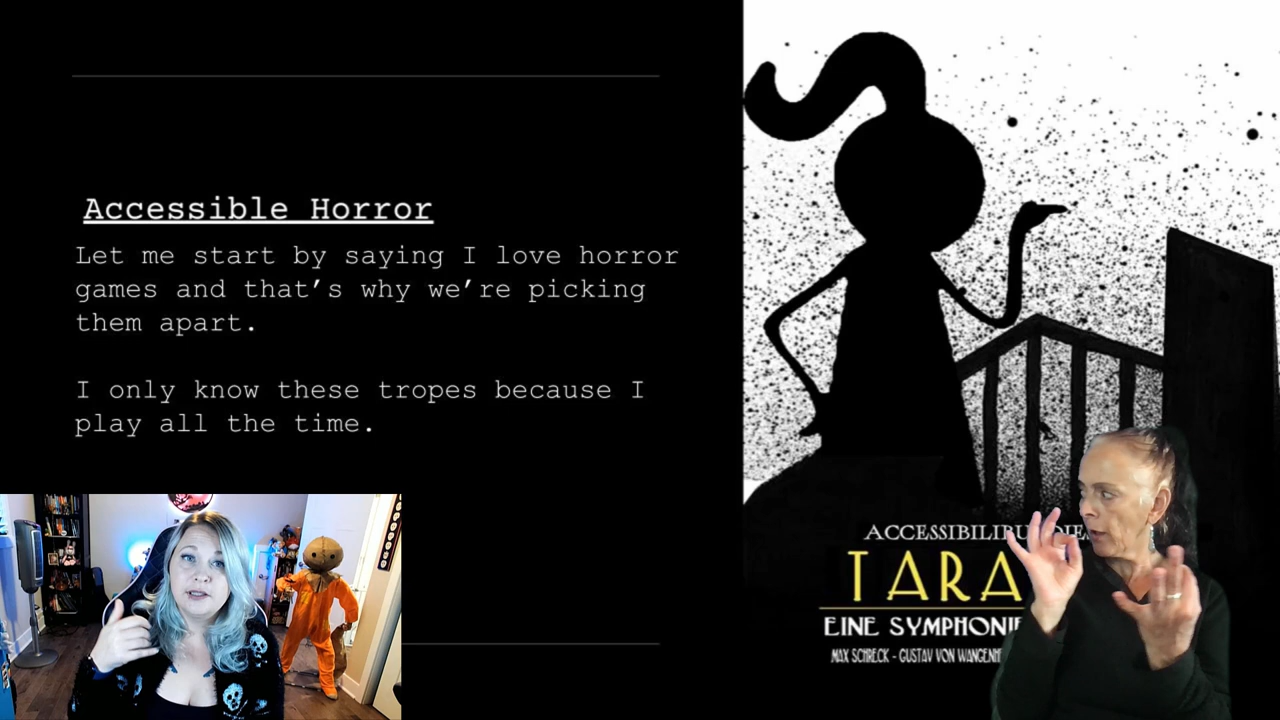 Accessible Horror
Let me start by saying I love horror
games and that’s why we’re picking
them apart.
I only know these tropes because I
play all the time.
TARA
EINE SYMPHONIE
MAX SCHRECK - GUSTAV VON